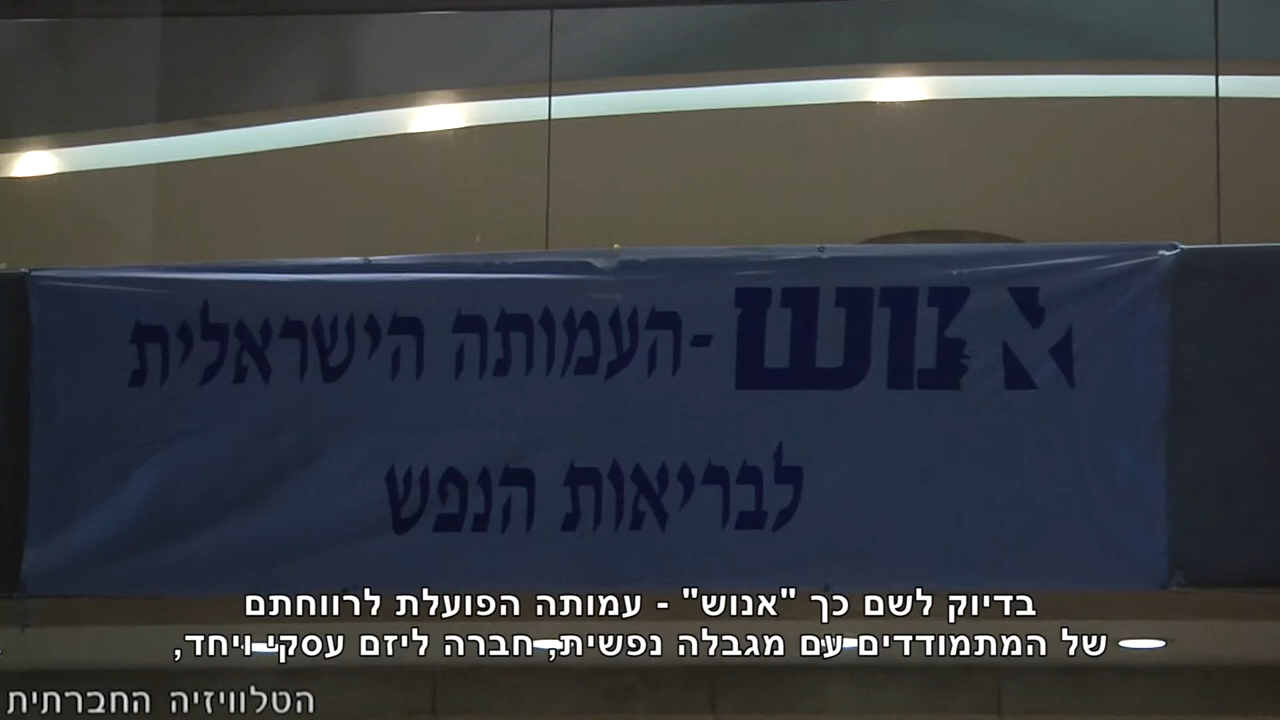 אנוש -העמותה הישראלית
לבריאות הנפש
בדיוק לשם כך "אנוש" - עמותה הפועלת לרווחתם
של המתמודדים עם מגבלה נפשית, חברה ליזם עסקי ויחד,
הטלוויזיה החברתית